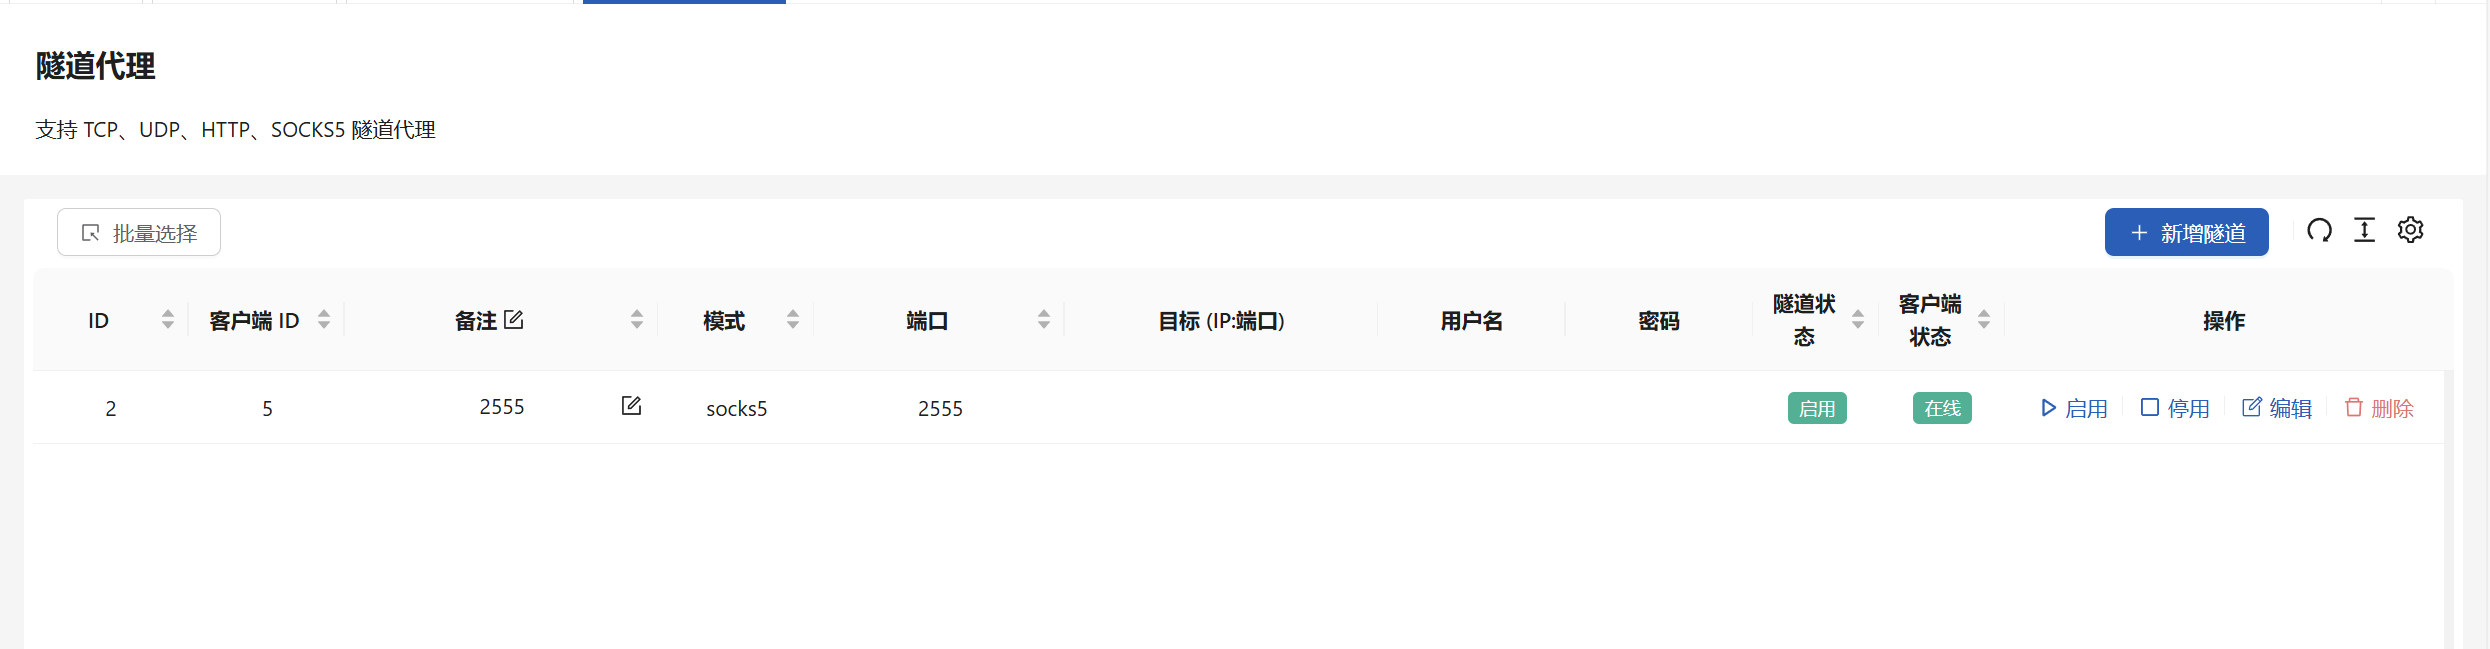 隧道代理
支持 TCP、UDP、HTTP、SOCKS5 隧道代理
批量选择
新增隧道
ID 客户端 ID 备注 模式 端口 目标 (IP:端口) 用户名 密码 隧道状态 客户端状态 操作
2 5 2555 socks5 2555 启用 在线 启用 停用 编辑 删除